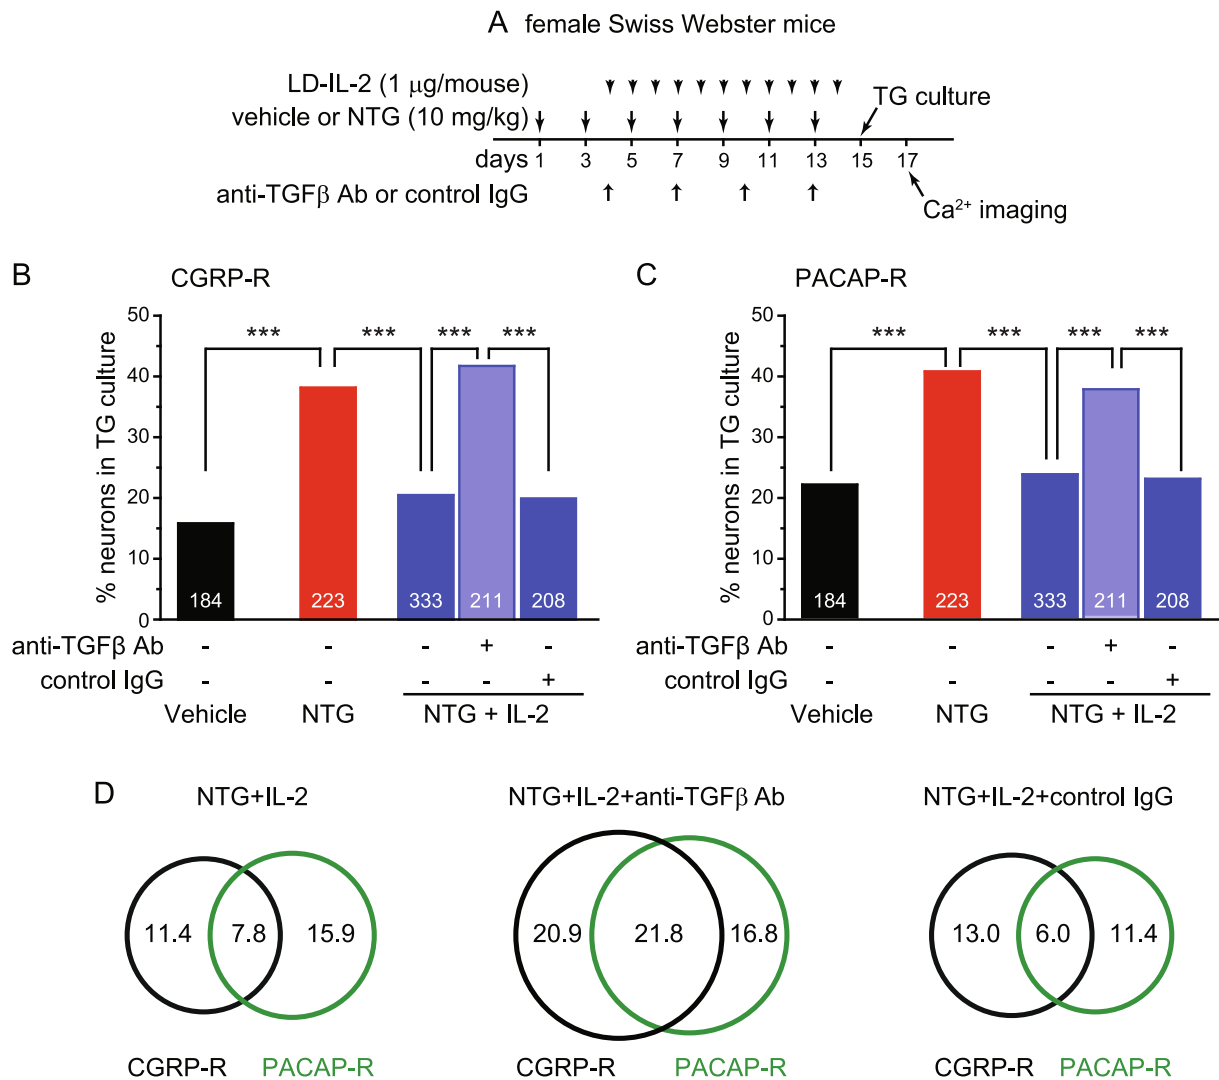 A female Swiss Webster mice
LD-IL-2 (1 μg/mouse)
vehicle or NTG (10 mg/kg)
TG culture
days 1 3 5 7 9 11 13 15 17
anti-TGFβ Ab or control IgG
Ca²⁺ imaging
B CGRP-R
% neurons in TG culture
50
40
30
20
10
0
*** *** *** ***
184 223 333 211 208
anti-TGFβ Ab - - - + -
control IgG - - - - +
Vehicle NTG NTG + IL-2
C PACAP-R
% neurons in TG culture
50
40
30
20
10
0
*** *** *** ***
184 223 333 211 208
anti-TGFβ Ab - - - + -
control IgG - - - - +
Vehicle NTG NTG + IL-2
D
NTG+IL-2
11.4 7.8 15.9
CGRP-R PACAP-R
NTG+IL-2+anti-TGFβ Ab
20.9 21.8 16.8
CGRP-R PACAP-R
NTG+IL-2+control IgG
13.0 6.0 11.4
CGRP-R PACAP-R